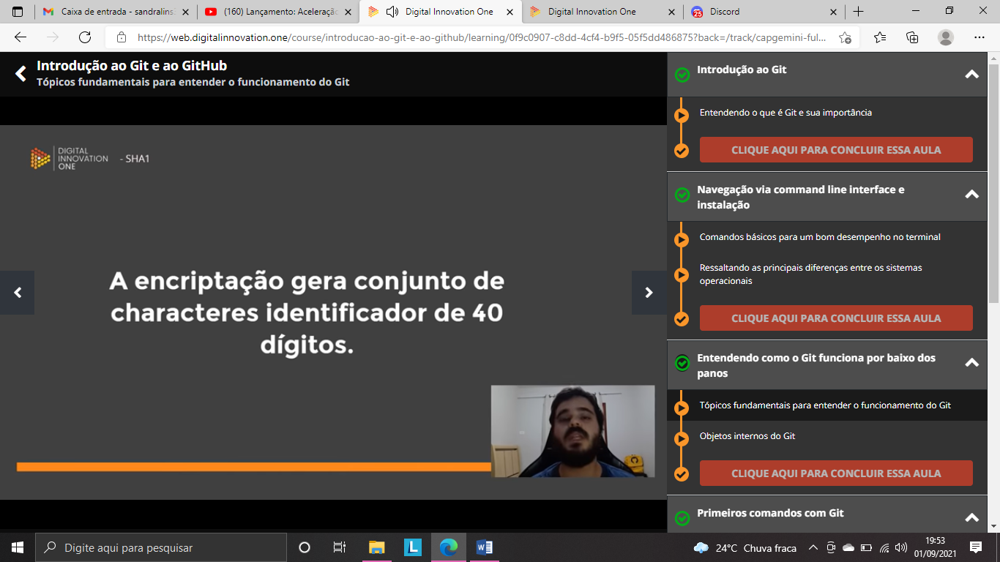 Caixa de entrada - sandralins
(160) Lançamento: Aceleração
Digital Innovation One
Digital Innovation One
25
Discord
https://web.digitalinnovation.one/course/introducao-ao-git-e-ao-github/learning/0f9c0907-c8dd-4cf4-b9f5-05f5dd486875?back=/track/capgemini-ful...
Introdução ao Git e ao GitHub
Tópicos fundamentais para entender o funcionamento do Git
DIGITAL
INNOVATION
ONE
- SHA1
A encriptação gera conjunto de
characteres identificador de 40
dígitos.
Introdução ao Git
Entendendo o que é Git e sua importância
CLIQUE AQUI PARA CONCLUIR ESSA AULA
Navegação via command line interface e
instalação
Comandos básicos para um bom desempenho no terminal
Ressaltando as principais diferenças entre os sistemas
operacionais
CLIQUE AQUI PARA CONCLUIR ESSA AULA
Entendendo como o Git funciona por baixo dos
panos
Tópicos fundamentais para entender o funcionamento do Git
Objetos internos do Git
CLIQUE AQUI PARA CONCLUIR ESSA AULA
Primeiros comandos com Git
Digite aqui para pesquisar
L
W
24°C Chuva fraca
19:53
01/09/2021